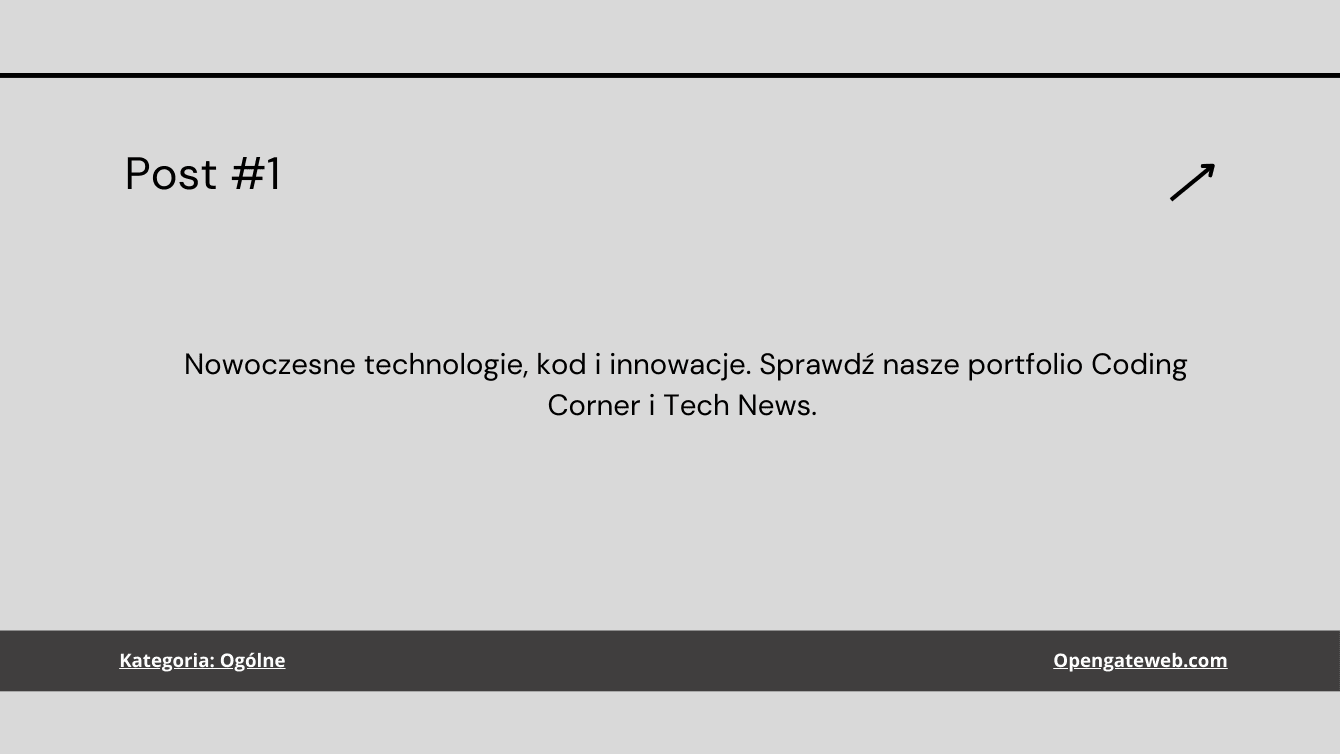 Post #1
Nowoczesne technologie, kod i innowacje. Sprawdź nasze portfolio Coding
Corner i Tech News.
Kategoria: Ogólne
Opengateweb.com